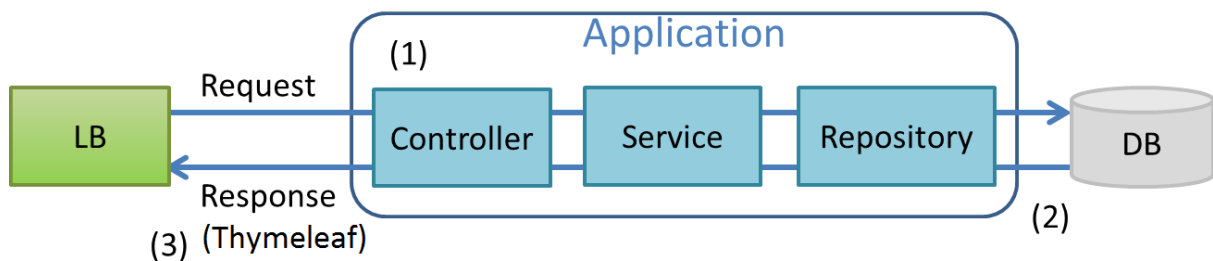 Application
(1)
Request
LB
Controller
Service
Repository
DB
Response
(Thymeleaf)
(2)
(3)